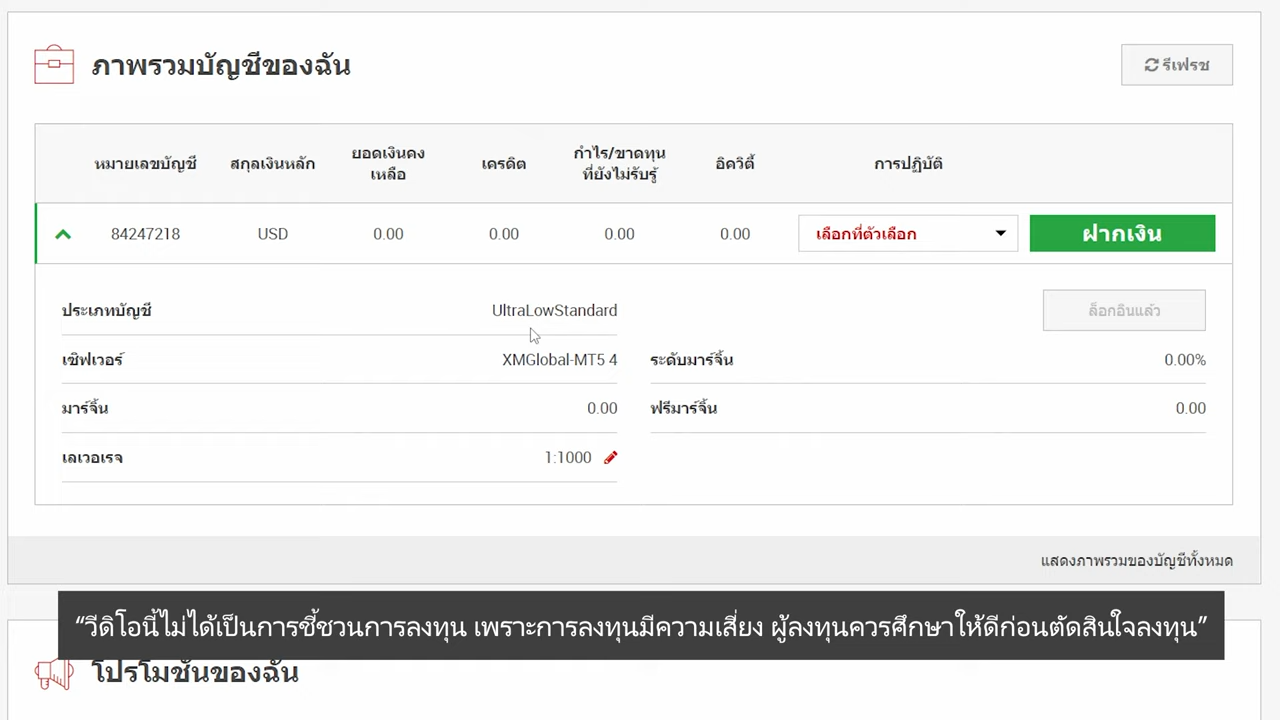 ภาพรวมบัญชีของฉัน
รีเฟรช
หมายเลขบัญชี
สกุลเงินหลัก
ยอดเงินคง
เหลือ
เครดิต
กำไร/ขาดทุน
ที่ยังไม่รับรู้
อิควิตี้
การปฏิบัติ
84247218
USD
0.00
0.00
0.00
0.00
เลือกที่ตัวเลือก
ฝากเงิน
ประเภทบัญชี
UltraLowStandard
ล็อกอินแล้ว
เซิฟเวอร์
XMGlobal-MT5 4
ระดับมาร์จิ้น
0.00%
มาร์จิ้น
0.00
ฟรีมาร์จิ้น
0.00
เลเวอเรจ
1:1000
แสดงภาพรวมของบัญชีทั้งหมด
“วีดิโอนี้ไม่ได้เป็นการชี้ชวนการลงทุน เพราะการลงทุนมีความเสี่ยง ผู้ลงทุนควรศึกษาให้ดีก่อนตัดสินใจลงทุน”
โปรโมชั่นของฉัน